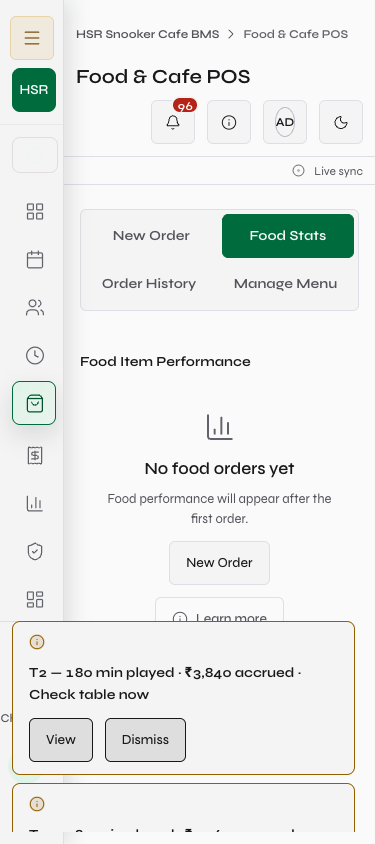 HSR Snooker Cafe BMS > Food & Cafe POS
Food & Cafe POS
HSR
96
AD
Live sync
New Order
Food Stats
Order History
Manage Menu
Food Item Performance
No food orders yet
Food performance will appear after the
first order.
New Order
Learn more
T2 — 180 min played · ₹3,840 accrued ·
Check table now
View
Dismiss